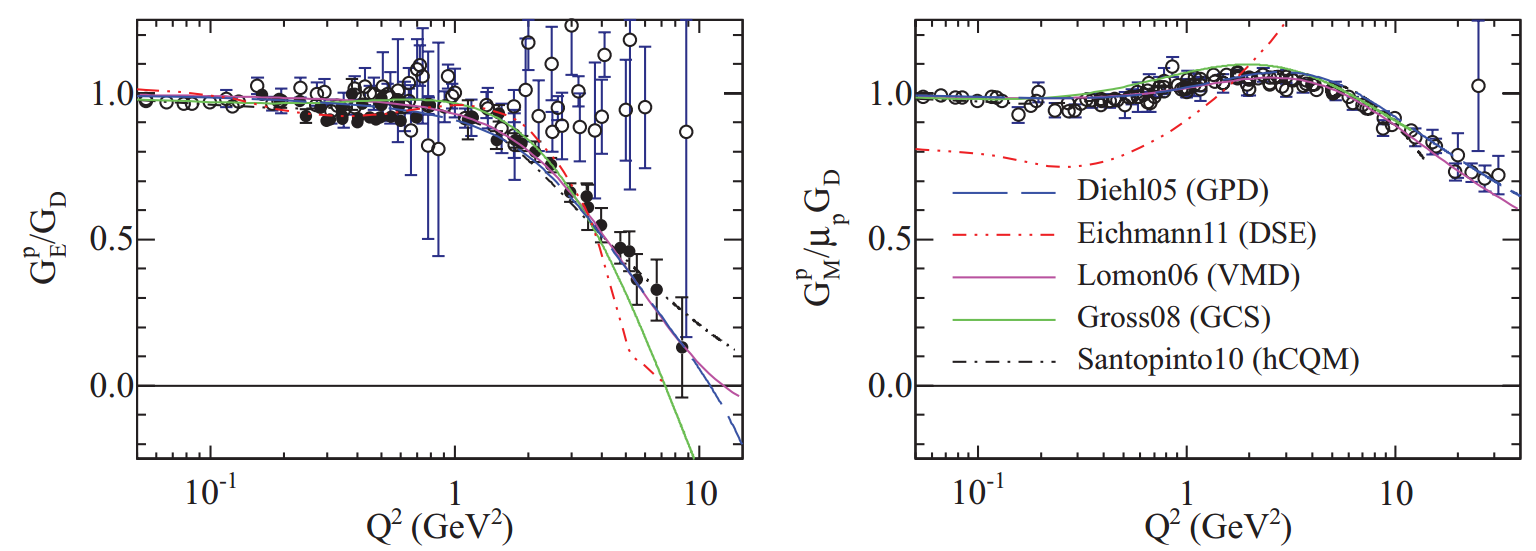 G_E^p/G_D
1.0
0.5
0.0
10^-1
1
10
Q^2 (GeV^2)
G_M^p/μ_p G_D
1.0
0.5
0.0
Diehl05 (GPD)
Eichmann11 (DSE)
Lomon06 (VMD)
Gross08 (GCS)
Santopinto10 (hCQM)
10^-1
1
10
Q^2 (GeV^2)